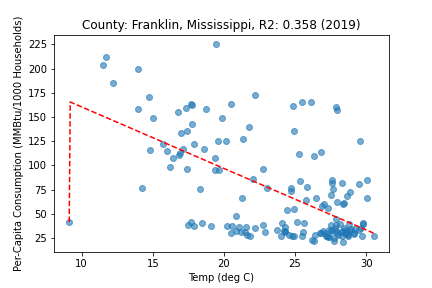 County: Franklin, Mississippi, R2: 0.358 (2019)
Per-Capita Consumption (MMBtu/1000 Households)
225
200
175
150
125
100
75
50
25
10 15 20 25 30
Temp (deg C)